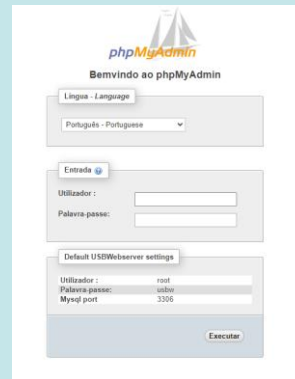 phpMyAdmin
Bemvindo ao phpMyAdmin
Língua - Language
Português - Portuguese
Entrada
Utilizador :
Palavra-passe:
Default USBWebserver settings
Utilizador : root
Palavra-passe: usbw
Mysql port 3306
Executar